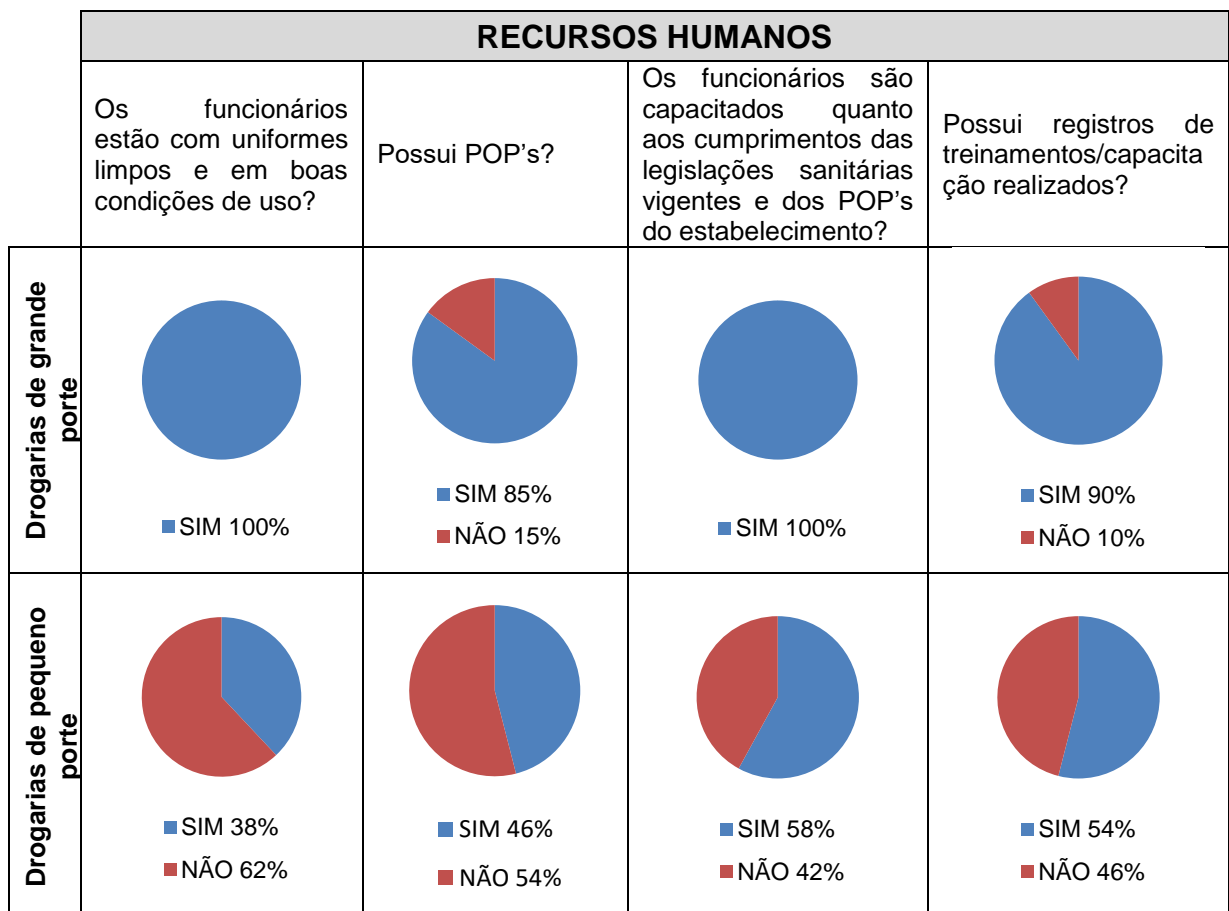 RECURSOS HUMANOS
Os funcionários
estão com uniformes
limpos e em boas
condições de uso?
Possui POP's?
Os funcionários são
capacitados quanto
aos cumprimentos das
legislações sanitárias
vigentes e dos POP's
do estabelecimento?
Possui registros de
treinamentos/capacita
ção realizados?
Drogarias de grande
porte
SIM 100%
SIM 85%
NÃO 15%
SIM 100%
SIM 90%
NÃO 10%
Drogarias de pequeno
porte
SIM 38%
NÃO 62%
SIM 46%
NÃO 54%
SIM 58%
NÃO 42%
SIM 54%
NÃO 46%